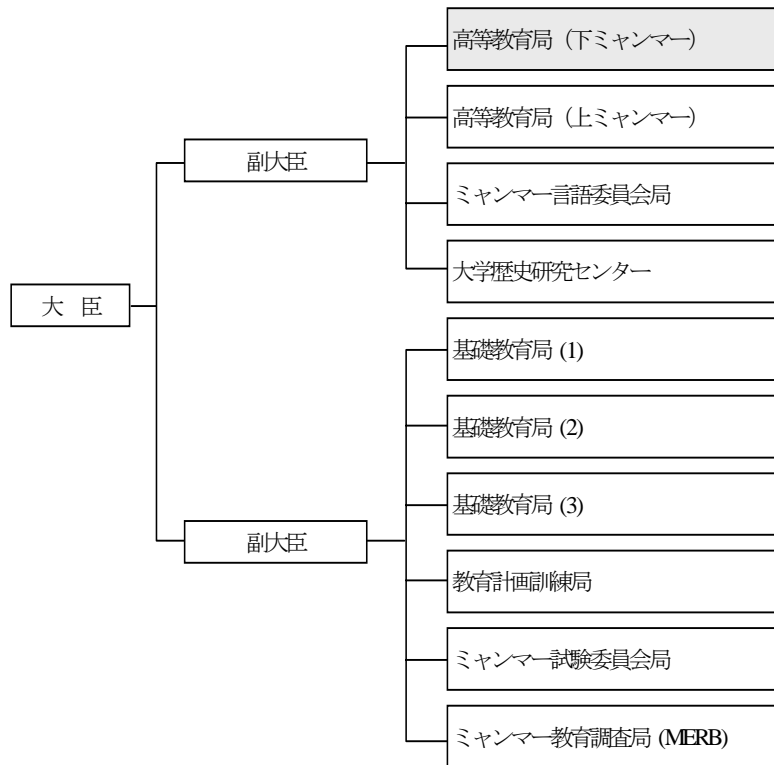 高等教育局 (下ミャンマー)
高等教育局 (上ミャンマー)
副大臣
ミャンマー言語委員会局
大学歴史研究センター
大 臣
基礎教育局 (1)
基礎教育局 (2)
基礎教育局 (3)
副大臣
教育計画訓練局
ミャンマー試験委員会局
ミャンマー教育調査局 (MERB)